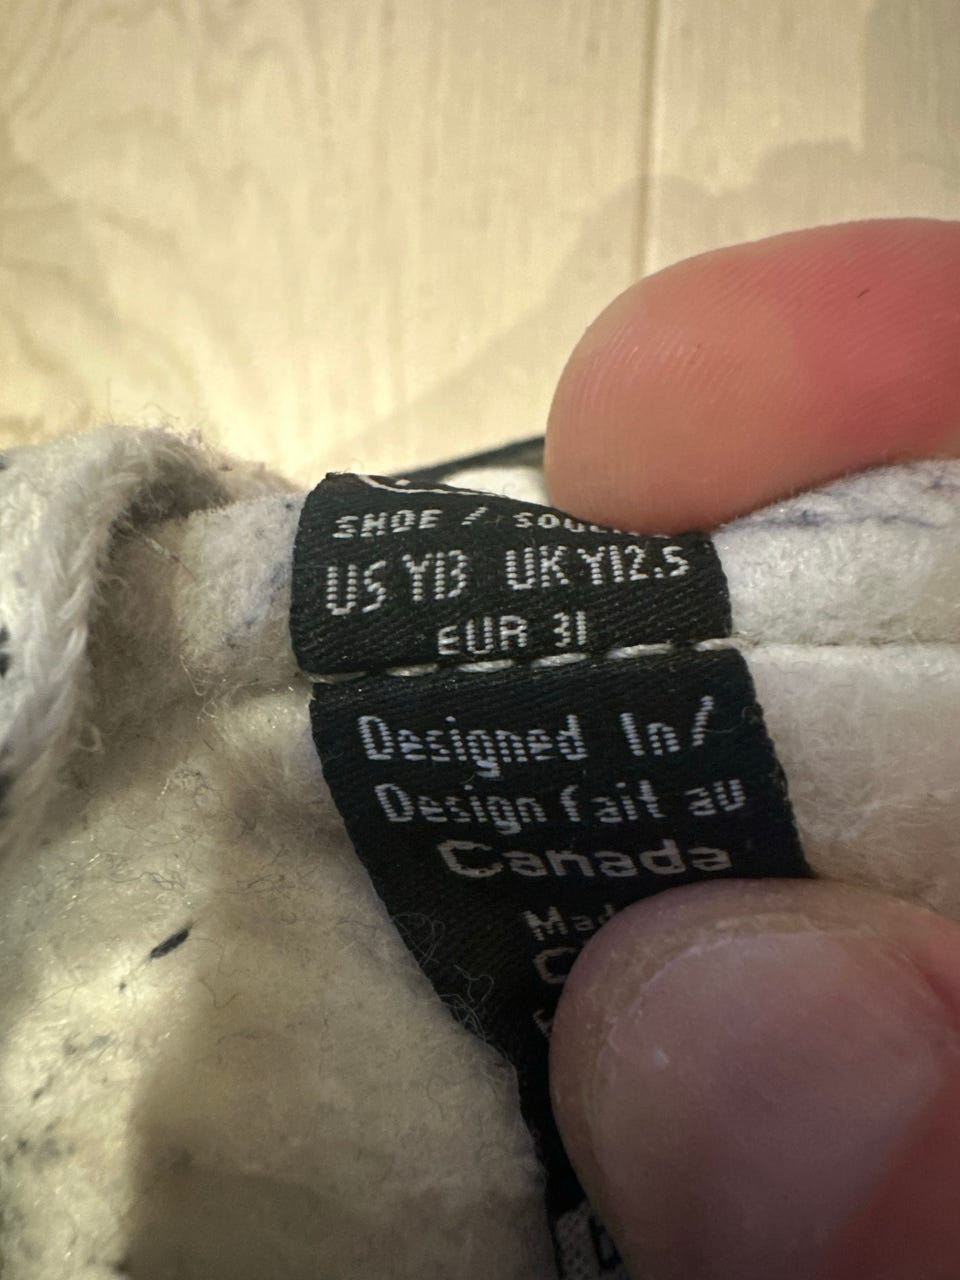 SHOE /
US Y13 UK Y12.5
EUR 31
Designed In/
Design fait au
Canada